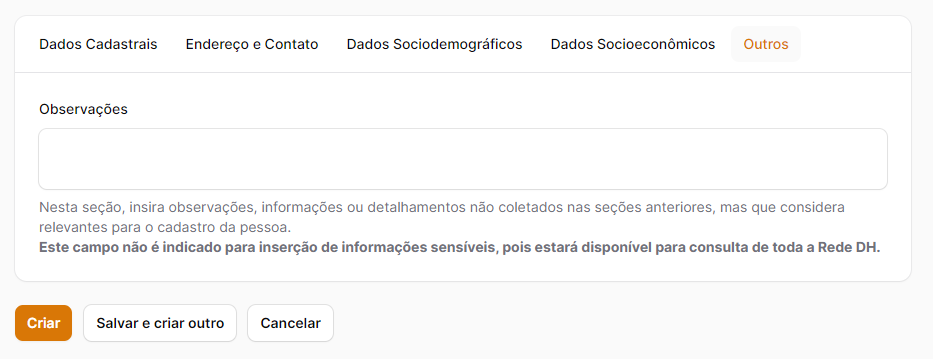 Dados Cadastrais Endereço e Contato Dados Sociodemográficos Dados Socioeconômicos Outros
Observações
Nesta seção, insira observações, informações ou detalhamentos não coletados nas seções anteriores, mas que considera
relevantes para o cadastro da pessoa.
Este campo não é indicado para inserção de informações sensíveis, pois estará disponível para consulta de toda a Rede DH.
Criar Salvar e criar outro Cancelar